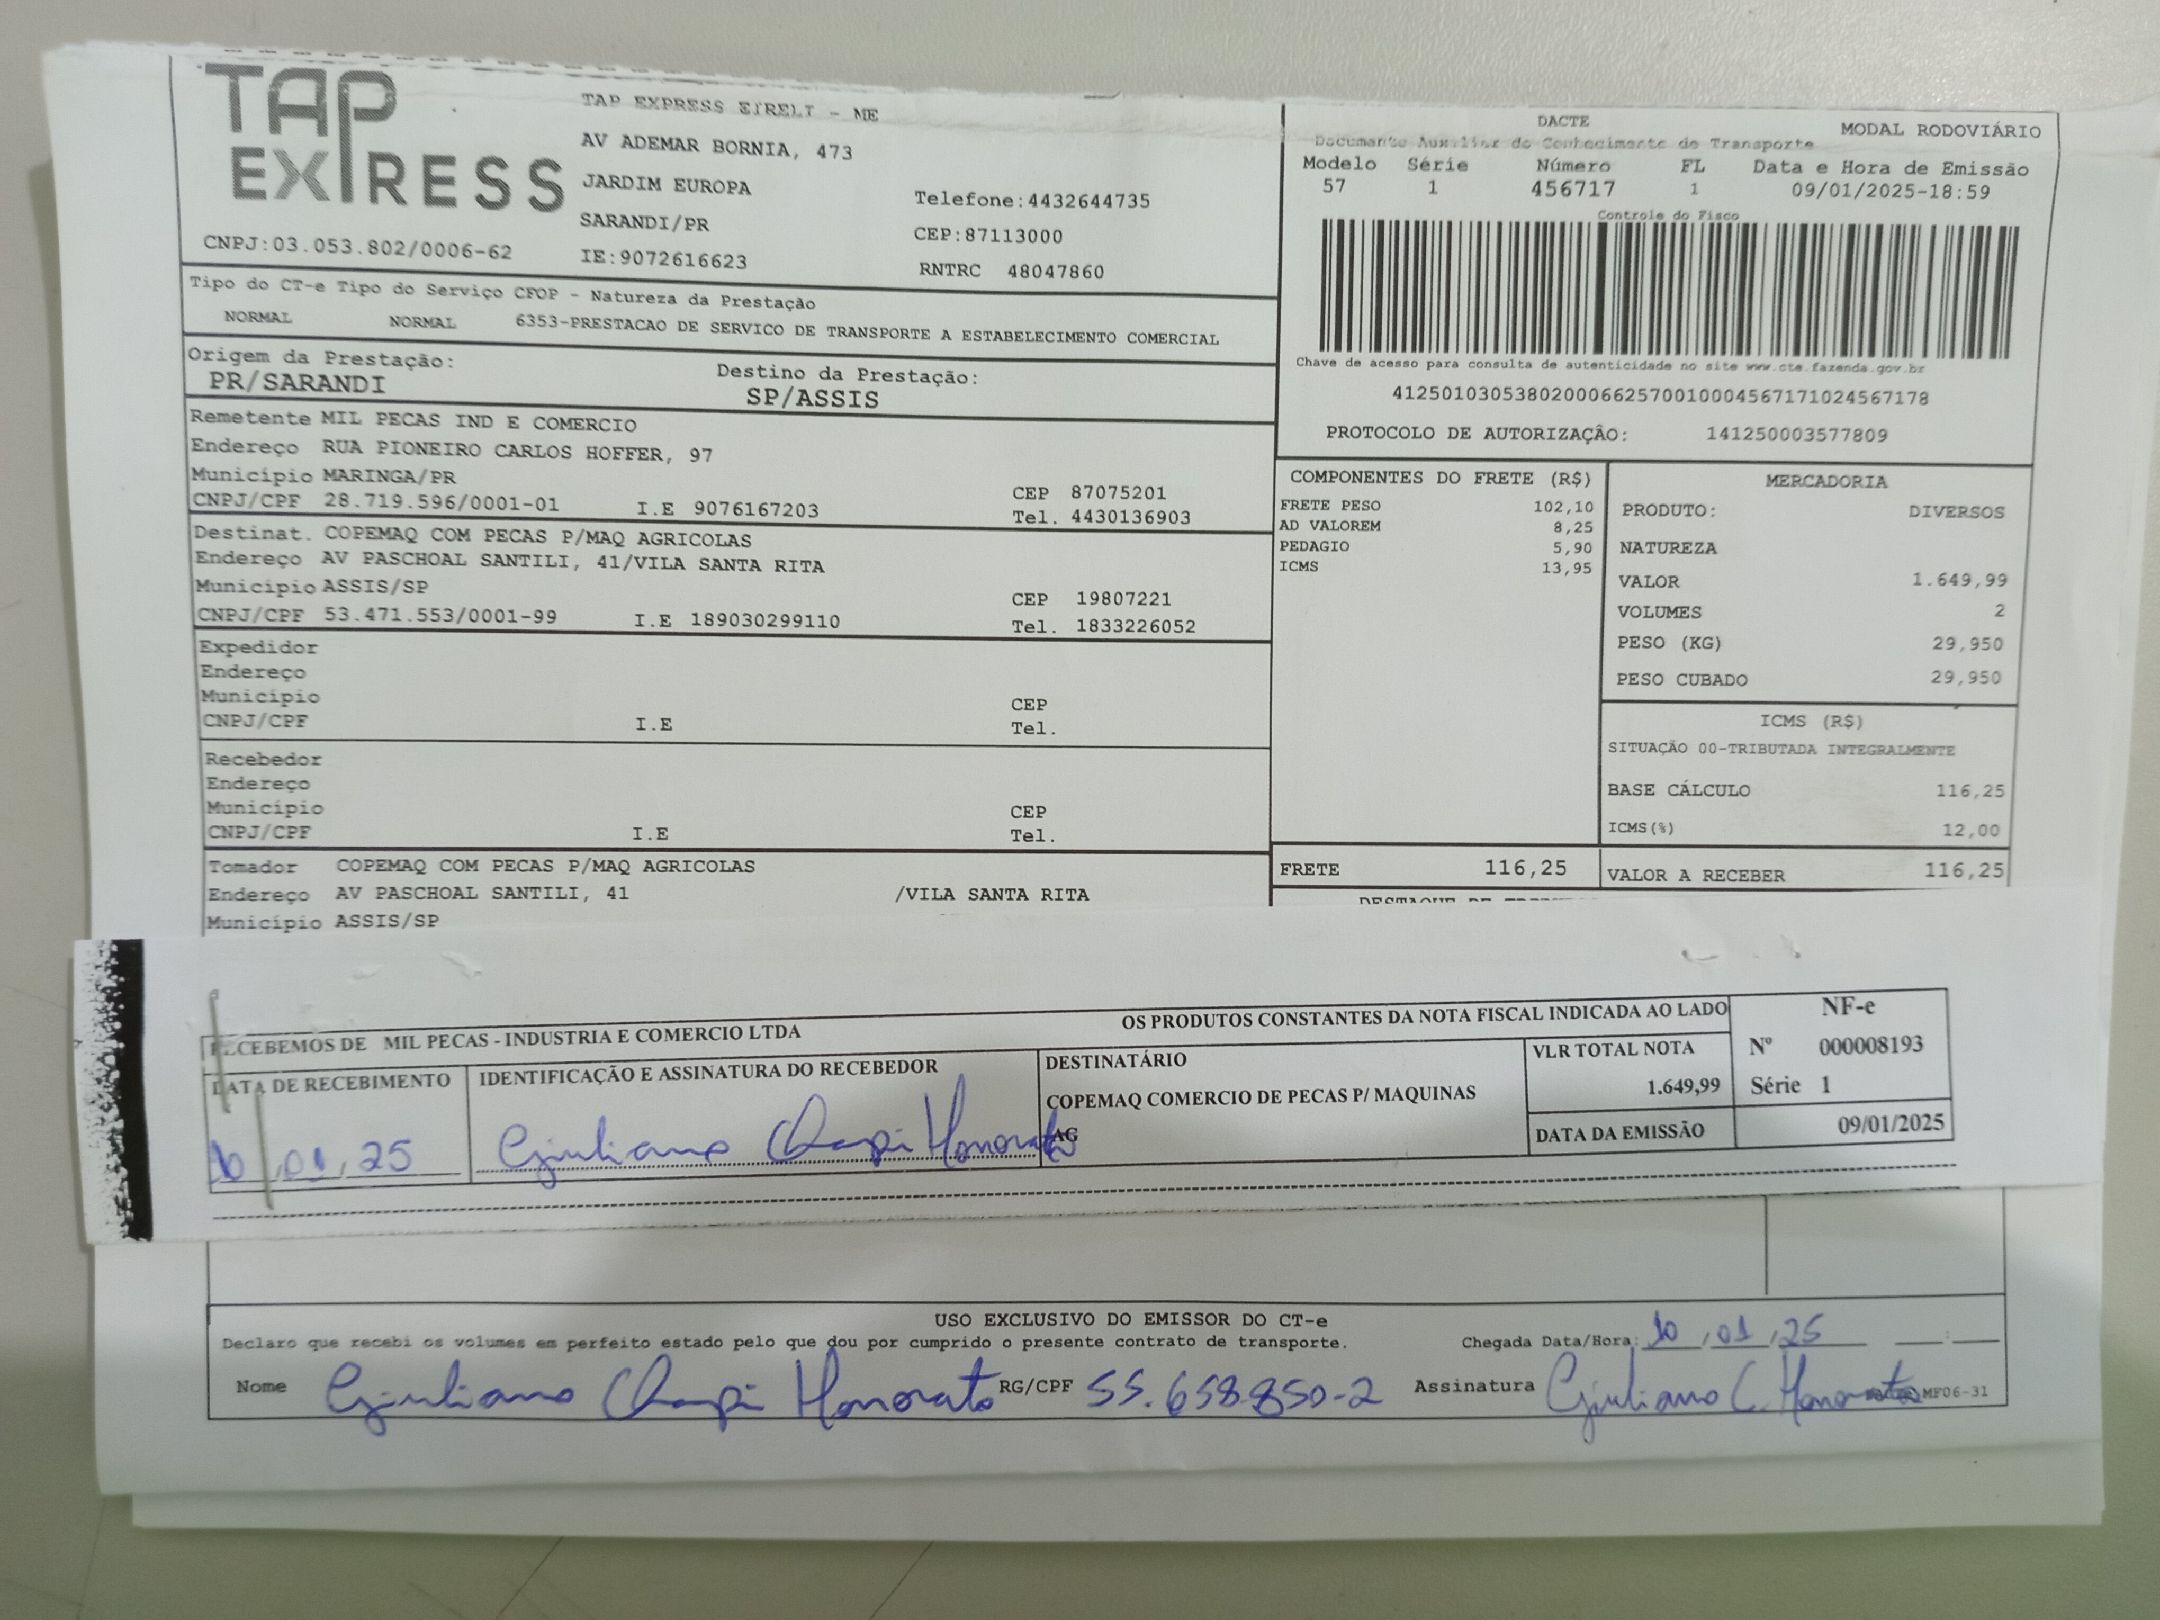 TAP EXPRESS
TAP EXPRESS EIRELI - ME
AV ADEMAR BORNIA, 473
JARDIM EUROPA
SARANDI/PR
Telefone:4432644735
CEP:87113000
CNPJ:03.053.802/0006-62
IE:9072616623
RNTRC 48047860
DACTE
MODAL RODOVIÁRIO
Documento Auxiliar do Conhecimento de Transporte
Modelo Série Número FL Data e Hora de Emissão
57 1 456717 1 09/01/2025-18:59
Controle do Fisco
Chave de acesso para consulta de autenticidade no site www.cte.fazenda.gov.br
41250103053802000662570010004567171024567178
PROTOCOLO DE AUTORIZAÇÃO: 141250003577809
Tipo do CT-e Tipo do Serviço CFOP - Natureza da Prestação
NORMAL NORMAL 6353-PRESTACAO DE SERVICO DE TRANSPORTE A ESTABELECIMENTO COMERCIAL
Origem da Prestação: Destino da Prestação:
PR/SARANDI SP/ASSIS
Remetente MIL PECAS IND E COMERCIO
Endereço RUA PIONEIRO CARLOS HOFFER, 97
Município MARINGA/PR CEP 87075201
CNPJ/CPF 28.719.596/0001-01 I.E 9076167203 Tel. 4430136903
Destinat. COPEMAQ COM PECAS P/MAQ AGRICOLAS
Endereço AV PASCHOAL SANTILI, 41/VILA SANTA RITA
Município ASSIS/SP CEP 19807221
CNPJ/CPF 53.471.553/0001-99 I.E 189030299110 Tel. 1833226052
Expedidor
Endereço
Município CEP
CNPJ/CPF I.E Tel.
Recebedor
Endereço
Município CEP
CNPJ/CPF I.E Tel.
Tomador COPEMAQ COM PECAS P/MAQ AGRICOLAS
Endereço AV PASCHOAL SANTILI, 41 /VILA SANTA RITA
Município ASSIS/SP
COMPONENTES DO FRETE (R$)
FRETE PESO 102,10
AD VALOREM 8,25
PEDAGIO 5,90
ICMS 13,95
FRETE 116,25
MERCADORIA
PRODUTO: DIVERSOS
NATUREZA
VALOR 1.649,99
VOLUMES 2
PESO (KG) 29,950
PESO CUBADO 29,950
ICMS (R$)
SITUAÇÃO 00-TRIBUTADA INTEGRALMENTE
BASE CÁLCULO 116,25
ICMS(%) 12,00
VALOR A RECEBER 116,25
RECEBEMOS DE MIL PECAS - INDUSTRIA E COMERCIO LTDA OS PRODUTOS CONSTANTES DA NOTA FISCAL INDICADA AO LADO
DATA DE RECEBIMENTO
10,01,25
IDENTIFICAÇÃO E ASSINATURA DO RECEBEDOR
Giuliano Champi Honorato
DESTINATÁRIO
COPEMAQ COMERCIO DE PECAS P/ MAQUINAS
AG
VLR TOTAL NOTA
1.649,99
DATA DA EMISSÃO 09/01/2025
NF-e
Nº 000008193
Série 1
USO EXCLUSIVO DO EMISSOR DO CT-e
Declaro que recebi os volumes em perfeito estado pelo que dou por cumprido o presente contrato de transporte. Chegada Data/Hora: 10,01,25 :
Nome Giuliano Champi Honorato RG/CPF 55.658.850-2 Assinatura Giuliano C. Honorato MF06-31